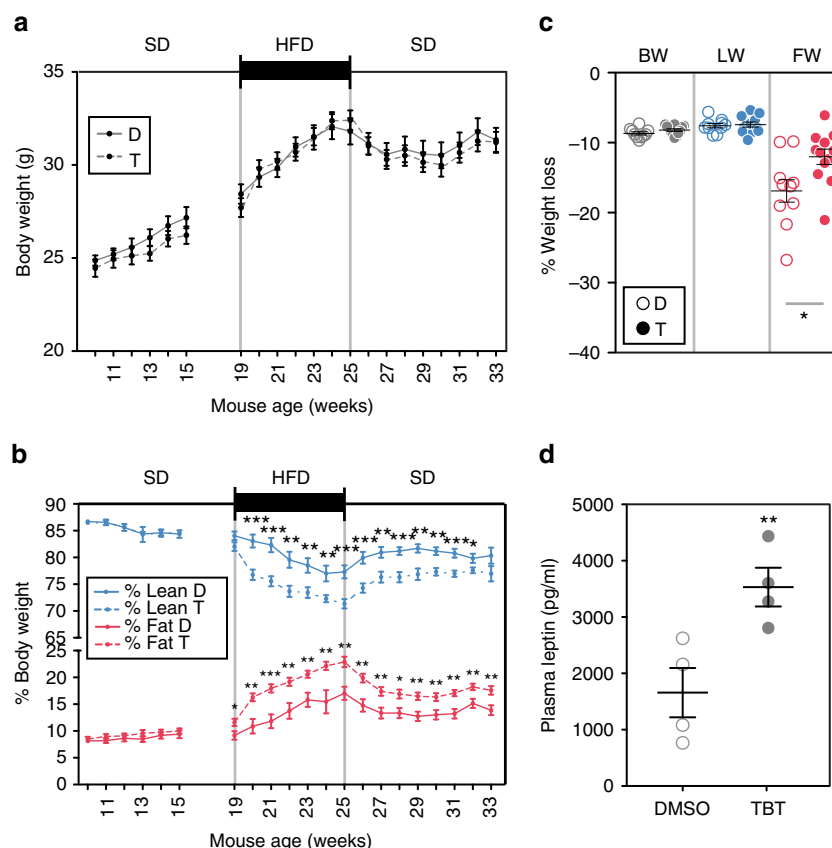 a
SD HFD SD
35
30
25
20
Body weight (g)
D
T
11 13 15 19 21 23 25 27 29 31 33
Mouse age (weeks)
c
BW LW FW
0
–10
–20
–30
–40
% Weight loss
D
T
*
b
SD HFD SD
90
85
80
75
70
65
25
20
15
10
5
0
% Body weight
*** *** ** ** ** *** *** ** *** ** ** *** *
% Lean D
% Lean T
% Fat D
% Fat T
* ** *** ** ** ** ** ** ** * ** ** ** ** **
11 13 15 19 21 23 25 27 29 31 33
Mouse age (weeks)
d
5000
4000
3000
2000
1000
0
Plasma leptin (pg/ml)
**
DMSO TBT